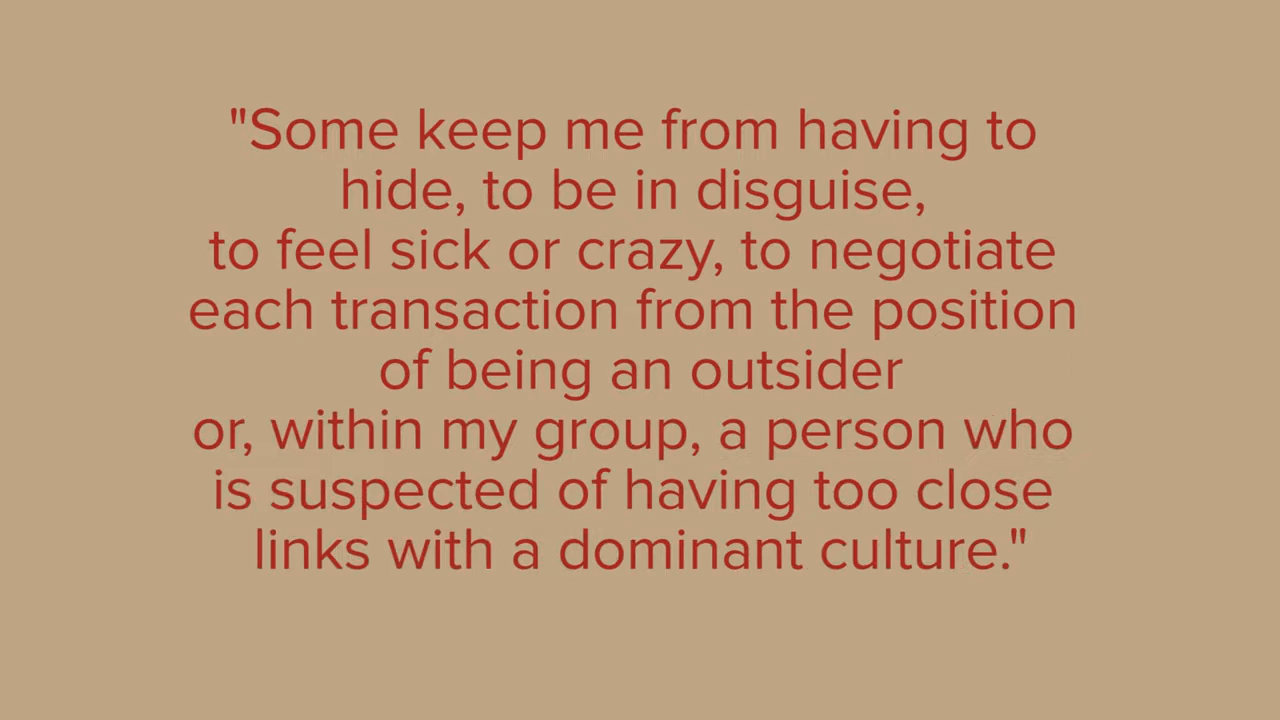 "Some keep me from having to
hide, to be in disguise,
to feel sick or crazy, to negotiate
each transaction from the position
of being an outsider
or, within my group, a person who
is suspected of having too close
links with a dominant culture."